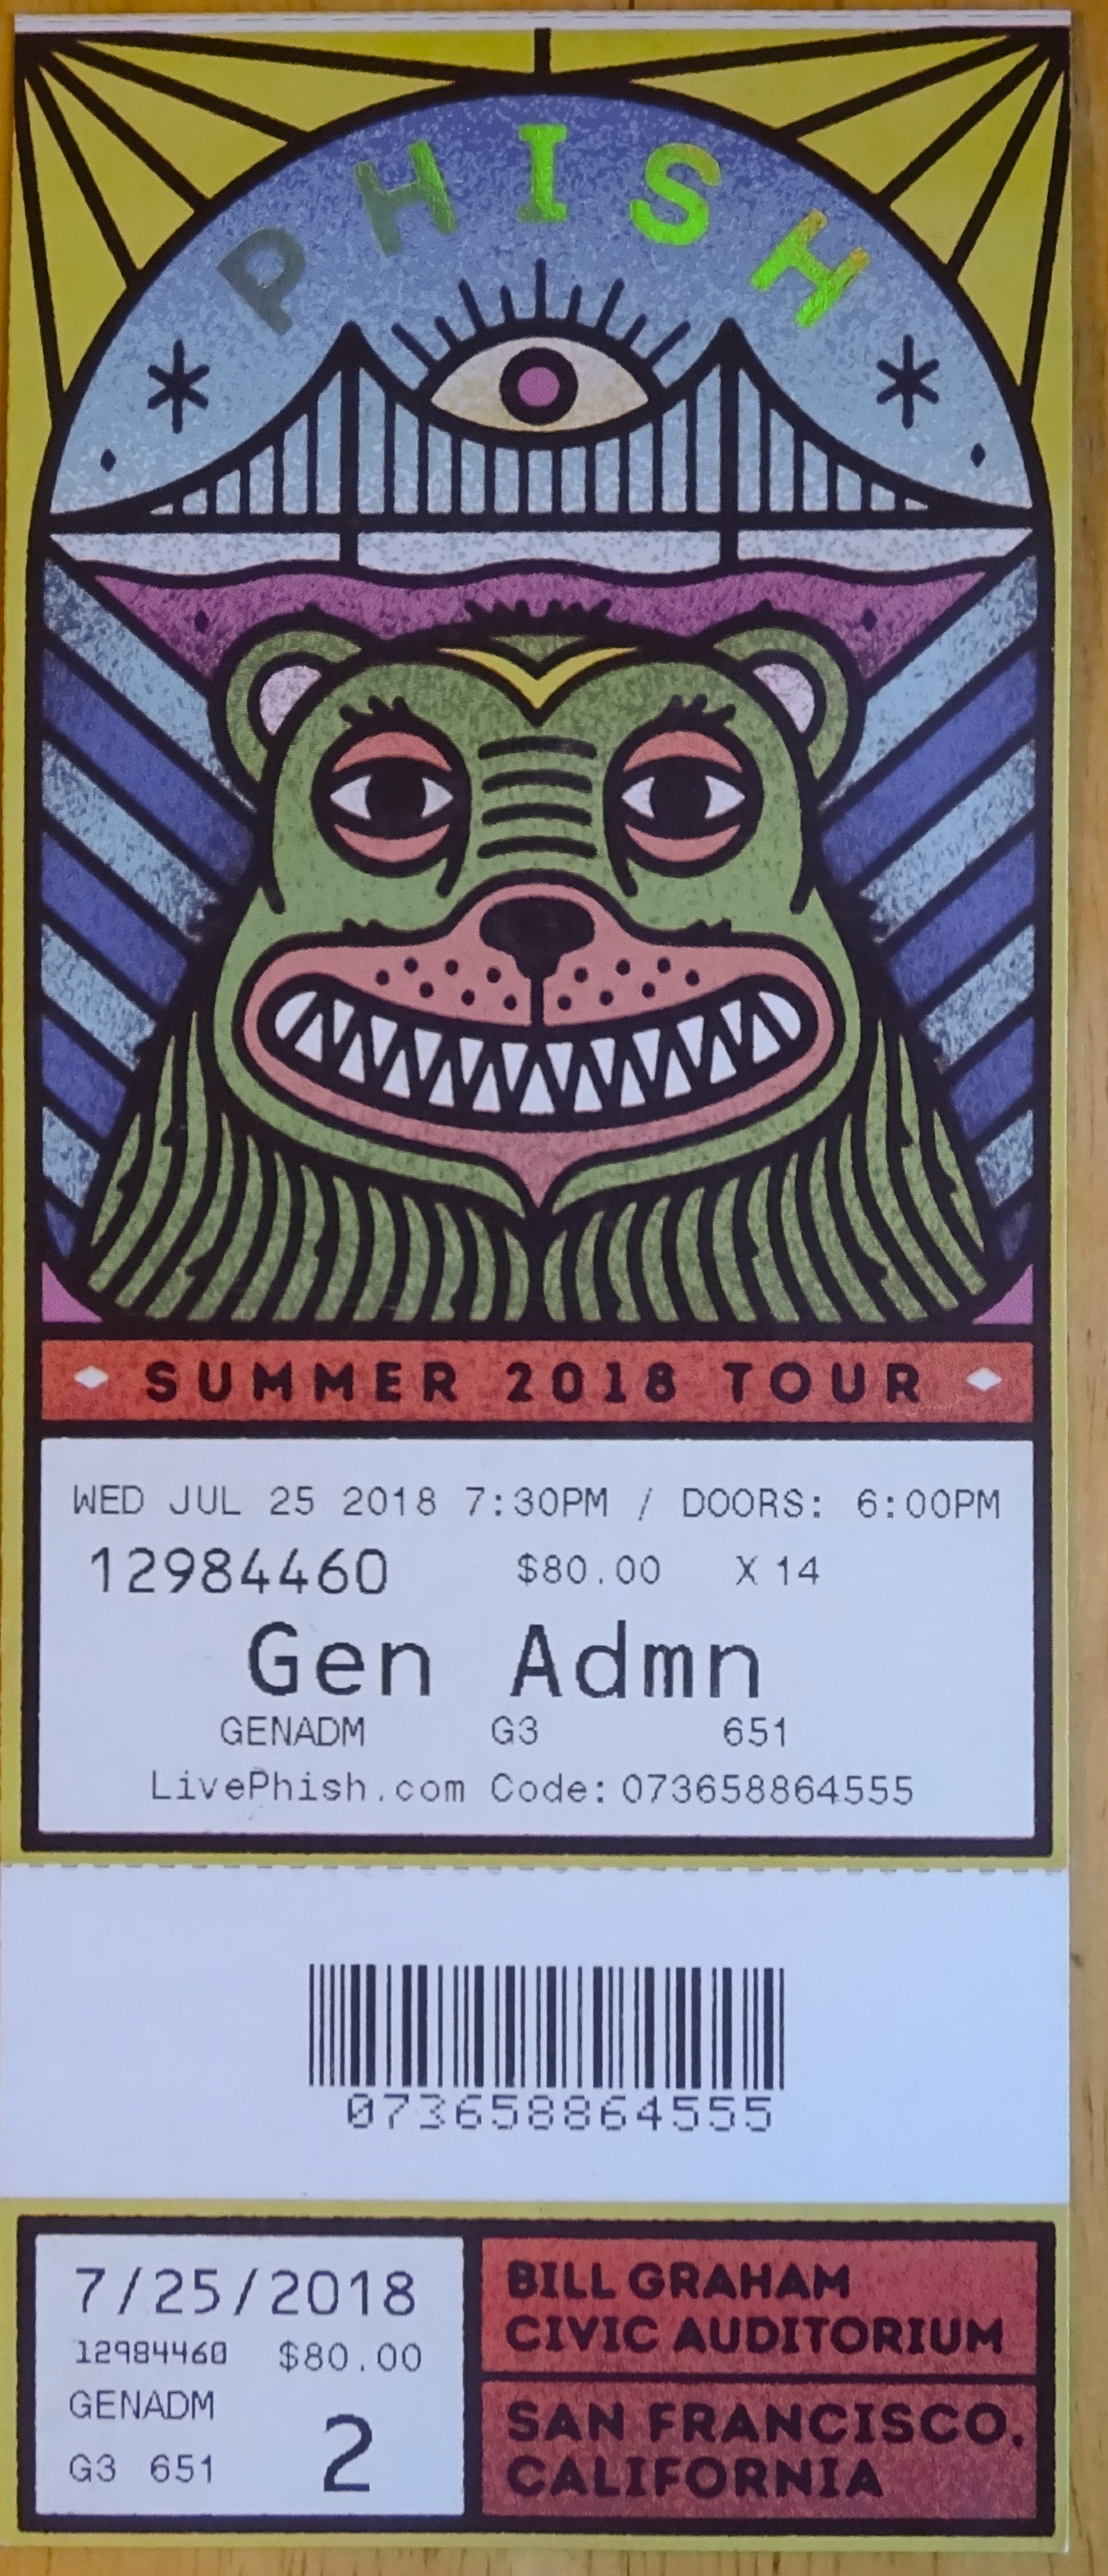 PHISH
SUMMER 2018 TOUR
WED JUL 25 2018 7:30PM / DOORS: 6:00PM
12984460 $80.00 X 14
Gen Admn
GENADM G3 651
LivePhish.com Code: 073658864555
073658864555
7/25/2018
12984460 $80.00
GENADM
G3 651 2
BILL GRAHAM
CIVIC AUDITORIUM
SAN FRANCISCO,
CALIFORNIA